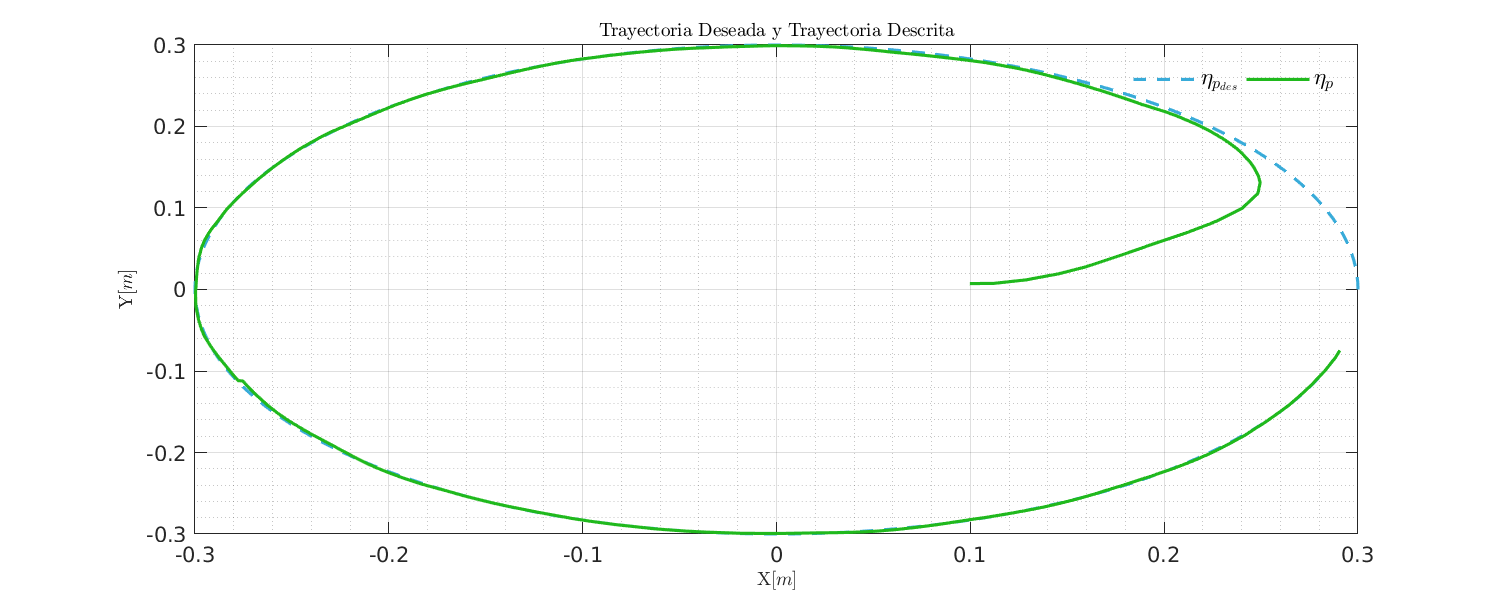 Trayectoria Deseada y Trayectoria Descrita
η_{p_{des}} η_p
0.3
0.2
0.1
0
-0.1
-0.2
-0.3
Y[m]
-0.3 -0.2 -0.1 0 0.1 0.2 0.3
X[m]